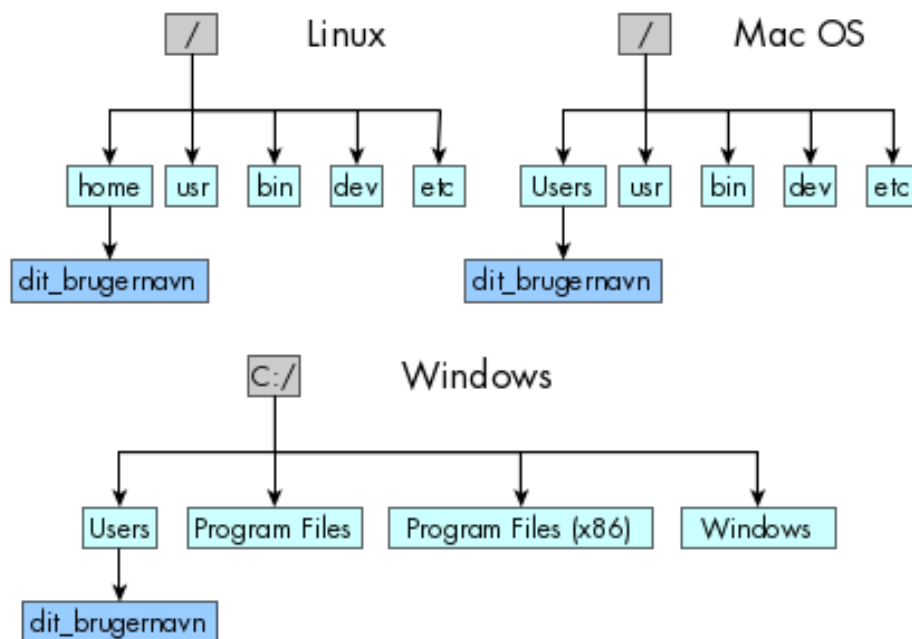 / Linux
home usr bin dev etc
dit_brugernavn
/ Mac OS
Users usr bin dev etc
dit_brugernavn
C:/ Windows
Users Program Files Program Files (x86) Windows
dit_brugernavn